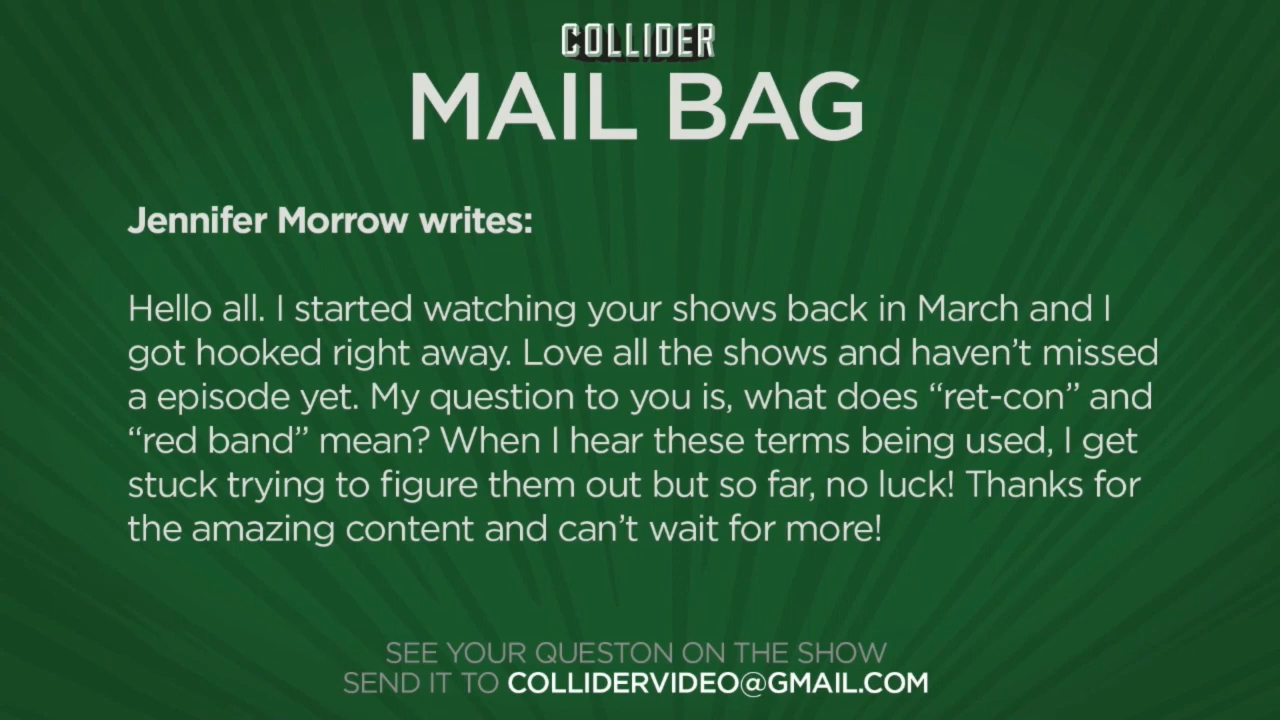 COLLIDER
MAIL BAG
Jennifer Morrow writes:
Hello all. I started watching your shows back in March and I
got hooked right away. Love all the shows and haven’t missed
a episode yet. My question to you is, what does “ret-con” and
“red band” mean? When I hear these terms being used, I get
stuck trying to figure them out but so far, no luck! Thanks for
the amazing content and can’t wait for more!
SEE YOUR QUESTON ON THE SHOW
SEND IT TO COLLIDERVIDEO@GMAIL.COM